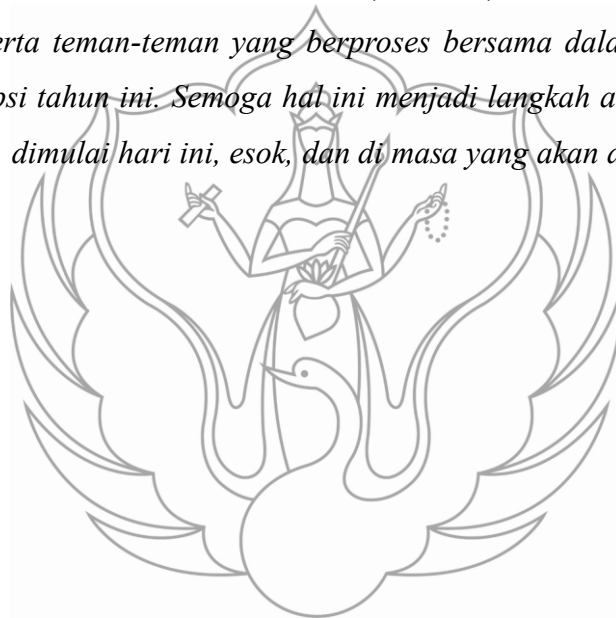 erta teman-teman yang berproses bersama dala
psi tahun ini. Semoga hal ini menjadi langkah a
dimulai hari ini, esok, dan di masa yang akan d